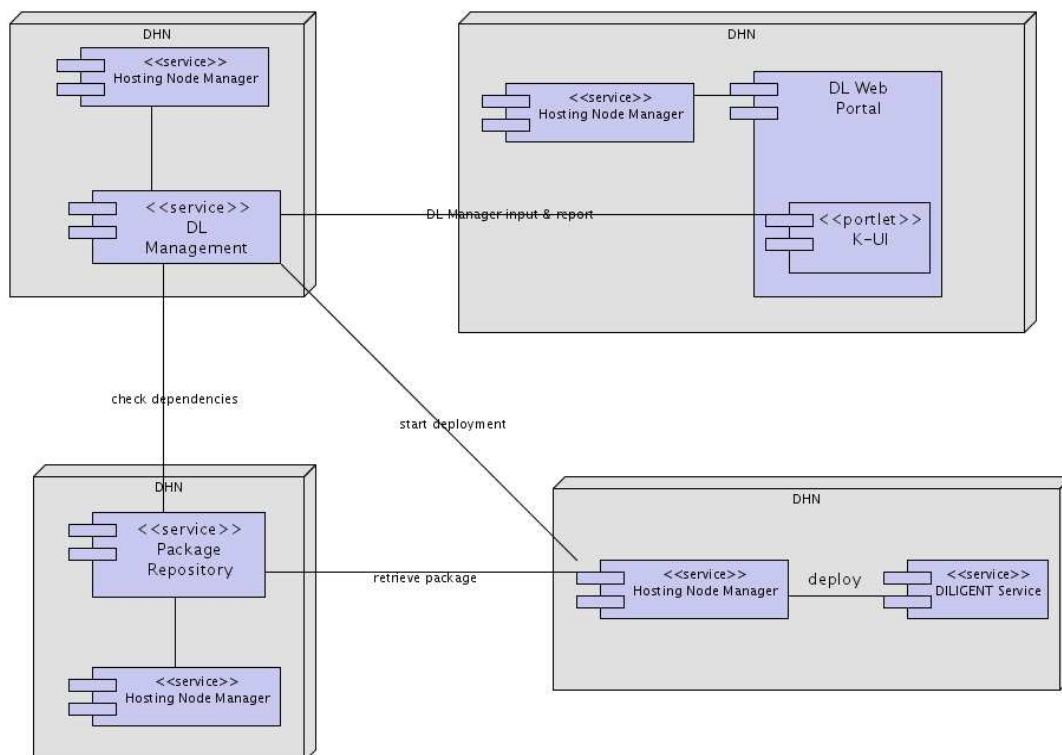 DHN
<<service>>
Hosting Node Manager
<<service>>
DL
Management
DHN
<<service>>
Hosting Node Manager
DL Web
Portal
DL Manager input & report
<<portlet>>
K-UI
check dependencies
start deployment
DHN
<<service>>
Package
Repository
<<service>>
Hosting Node Manager
retrieve package
DHN
<<service>>
Hosting Node Manager
deploy
<<service>>
DILIGENT Service